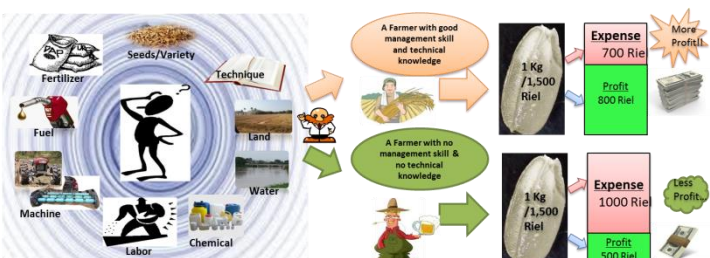 Seeds/Variety
DAP
Fertilizer
Technique
Fuel
Land
Water
Machine
Labor
Chemical
A Farmer with good
management skill
and technical
knowledge
1 Kg
/1,500
Riel
Expense
700 Rie
Profit
800 Riel
More
Profit!!
A Farmer with no
management skill &
no technical
knowledge
1 Kg
/1,500
Riel
Expense
1000 Riel
Profit
500 Riel
Less
Profit...